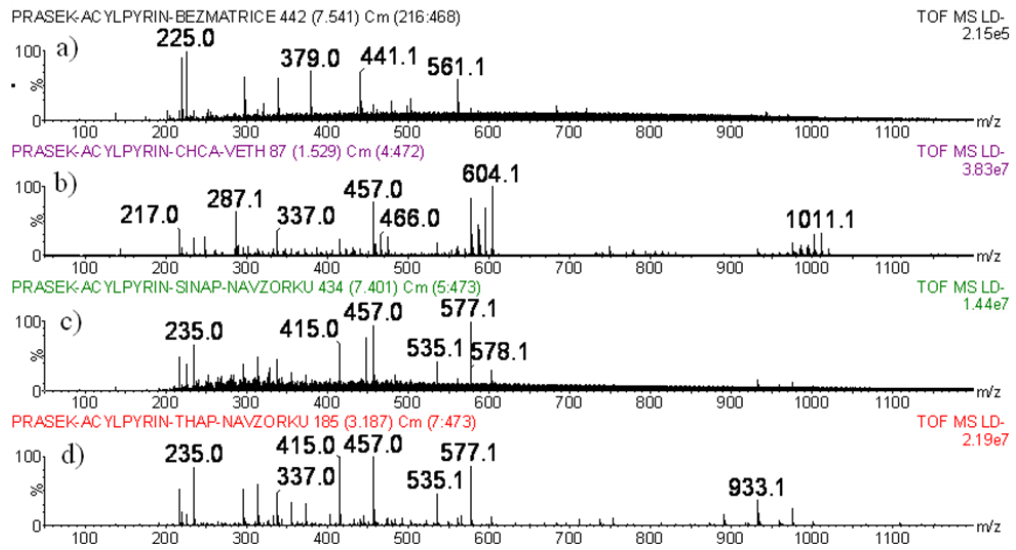 PRASEK-ACYLPYRIN-BEZMATRICE 442 (7.541) Cm (216:468)
TOF MS LD-
2.15e5
a)
225.0
379.0
441.1
561.1
100
%
0
100 200 300 400 500 600 700 800 900 1000 1100
m/z
PRASEK-ACYLPYRIN-CHCA-VETH 87 (1.529) Cm (4:472)
TOF MS LD-
3.83e7
b)
217.0
287.1
337.0
457.0
466.0
604.1
1011.1
100
%
0
100 200 300 400 500 600 700 800 900 1000 1100
m/z
PRASEK-ACYLPYRIN-SINAP-NAVZORKU 434 (7.401) Cm (5:473)
TOF MS LD-
1.44e7
c)
235.0
415.0
457.0
535.1
577.1
578.1
100
%
0
100 200 300 400 500 600 700 800 900 1000 1100
m/z
PRASEK-ACYLPYRIN-THAP-NAVZORKU 185 (3.187) Cm (7:473)
TOF MS LD-
2.19e7
d)
235.0
337.0
415.0
457.0
535.1
577.1
933.1
100
%
0
100 200 300 400 500 600 700 800 900 1000 1100
m/z